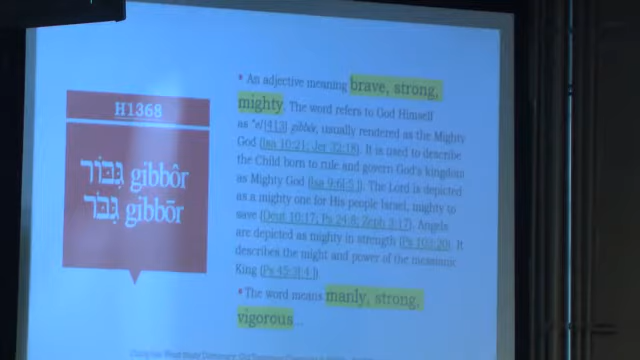 H1368
גִּבּוֹר gibbôr
גִּבֹּר gibbōr
• An adjective meaning brave, strong,
mighty. The word refers to God Himself
as 'el [413] gibbôr, usually rendered as the Mighty
God (Isa 10:21; Jer 32:18). It is used to describe
the Child born to rule and govern God's kingdom
as Mighty God (Isa 9:6[5]). The Lord is depicted
as a mighty one for His people Israel, mighty to
save (Deut 10:17; Ps 24:8; Zeph 3:17). Angels
are depicted as mighty in strength (Ps 103:20). It
describes the might and power of the messianic
King (Ps 45:3[4]).
• The word means manly, strong,
vigorous...